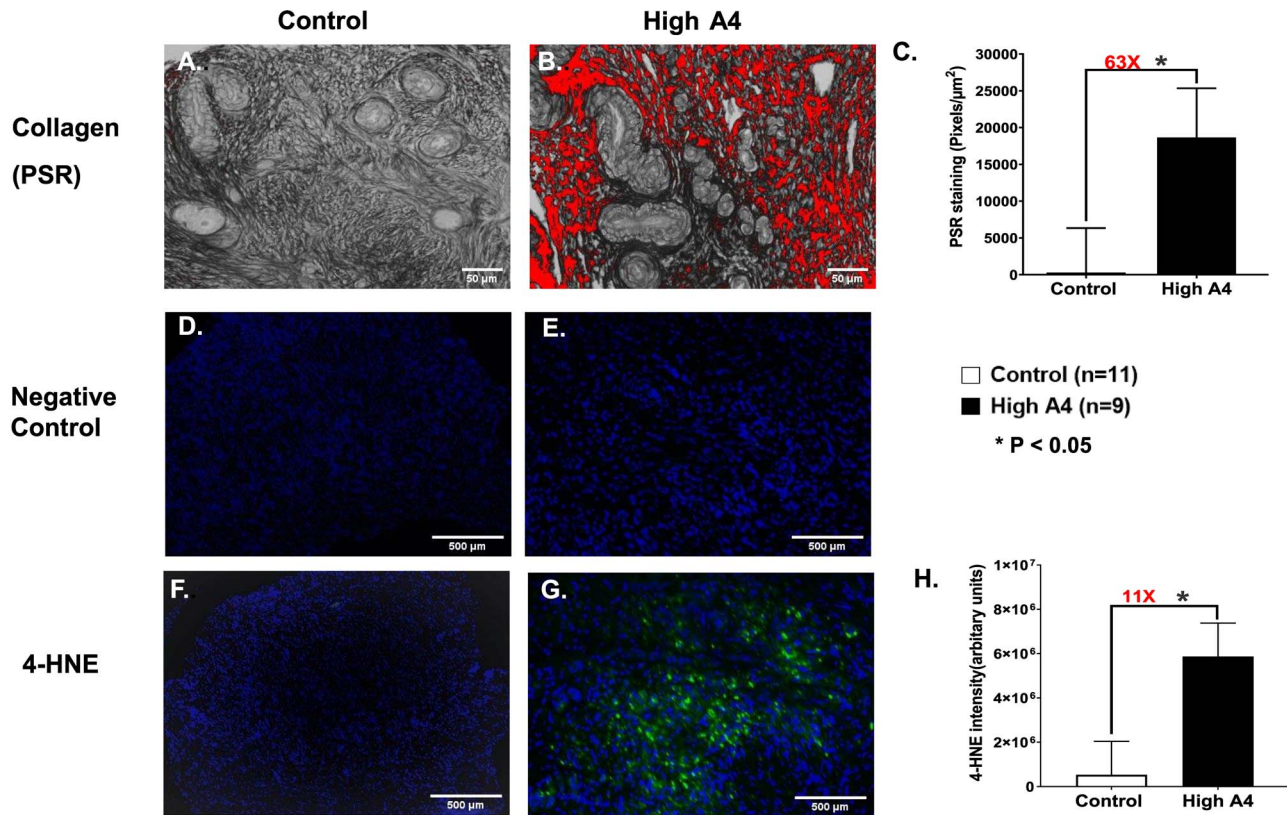 Control
High A4
Collagen
(PSR)
A.
50 µm
B.
50 µm
C.
PSR staining (Pixels/µm²)
30000
25000
20000
15000
10000
5000
0
63X *
Control
High A4
Negative
Control
D.
500 µm
E.
500 µm
Control (n=11)
High A4 (n=9)
* P < 0.05
4-HNE
F.
500 µm
G.
500 µm
H.
4-HNE intensity(arbitary units)
1×10⁷
8×10⁶
6×10⁶
4×10⁶
2×10⁶
0
11X *
Control
High A4